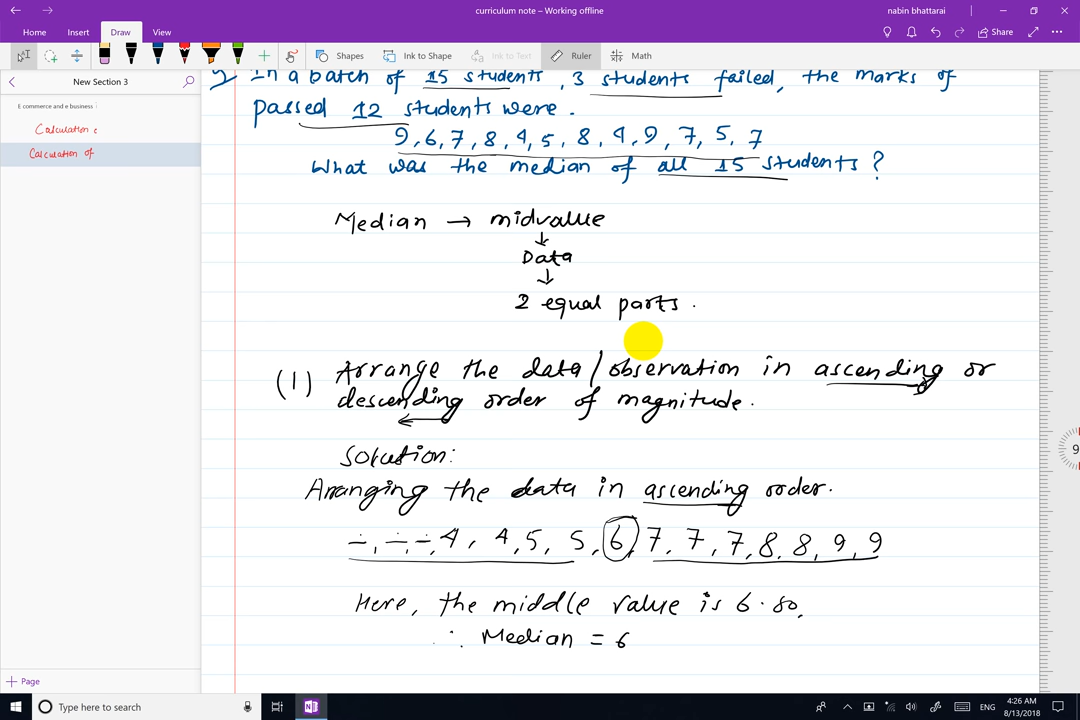 curriculum note – Working offline
nabin bhattarai
Home Insert Draw View
Share
Shapes Ink to Shape Ink to Text Ruler Math
New Section 3
E commerce and e business
Calculation c
Calculation of
In a batch of 15 students, 3 students failed, the marks of
passed 12 students were.
9, 6, 7, 8, 4, 5, 8, 4, 9, 7, 5, 7
What was the median of all 15 students?
Median → midvalue
↓
Data
↓
2 equal parts.
(1) Arrange the data/observation in ascending or
descending order of magnitude.
Solution:
Arranging the data in ascending order.
–, –, –, 4, 4, 5, 5, 6, 7, 7, 7, 8, 8, 9, 9
Here, the middle value is 6. so,
∴ Median = 6
9
+ Page
Type here to search
ENG
4:26 AM
8/13/2018